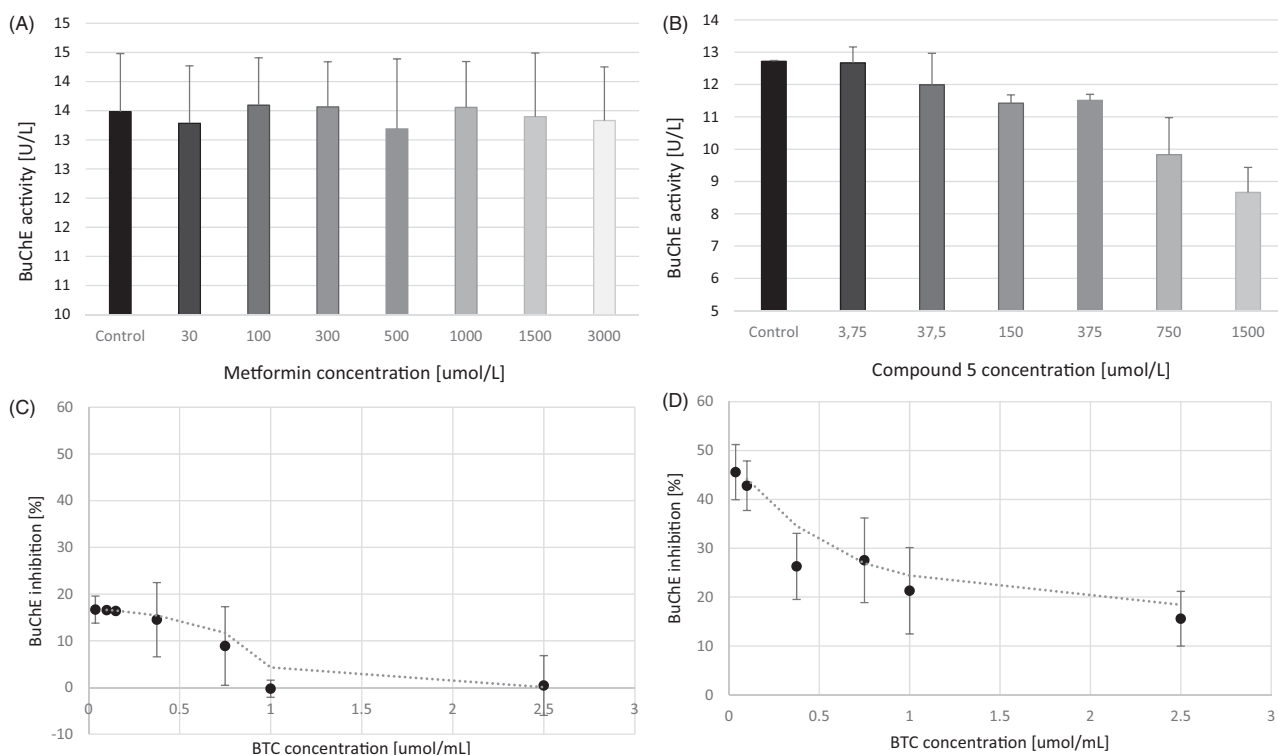 (A)
BuChE activity [U/L]
15
15
14
14
13
13
12
12
11
11
10
Control 30 100 300 500 1000 1500 3000
Metformin concentration [umol/L]
(B)
BuChE activity [U/L]
14
13
12
11
10
9
8
7
6
5
Control 3,75 37,5 150 375 750 1500
Compound 5 concentration [umol/L]
(C)
BuChE inhibition [%]
60
50
40
30
20
10
0
-10
0 0.5 1 1.5 2 2.5 3
BTC concentration [umol/mL]
(D)
BuChE inhibition [%]
60
50
40
30
20
10
0
0 0.5 1 1.5 2 2.5 3
BTC concentration [umol/mL]